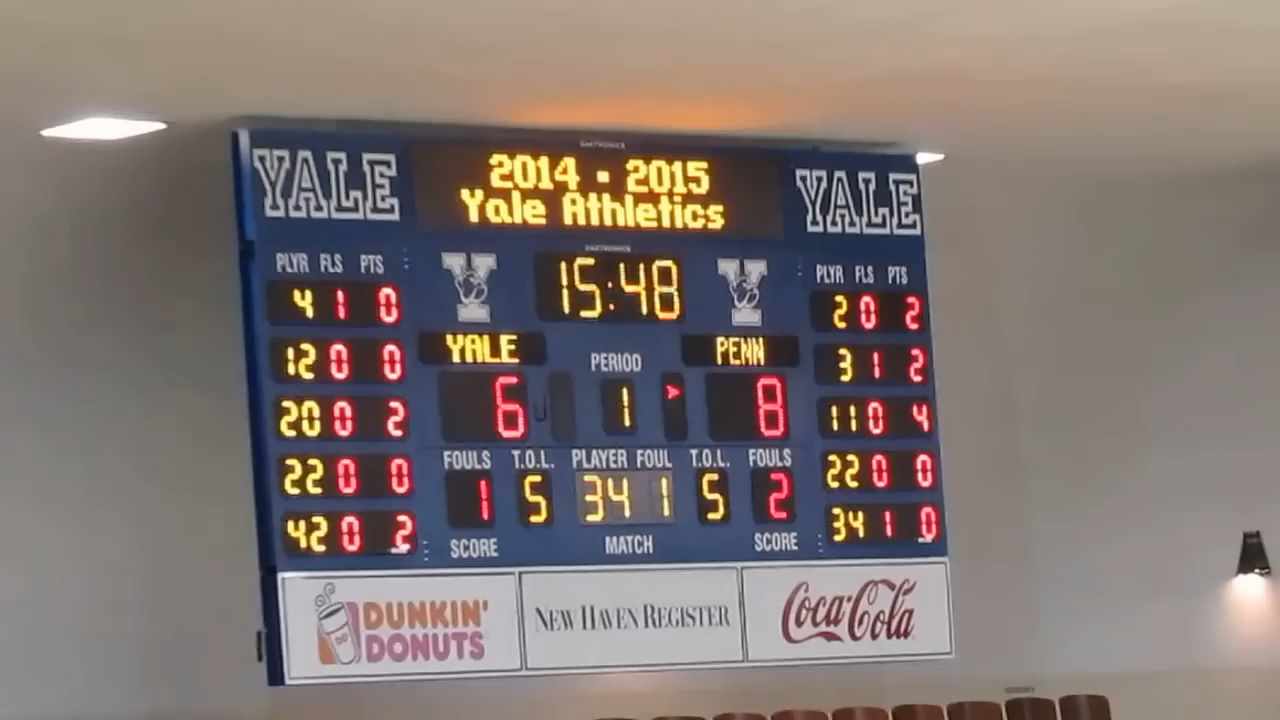 YALE
2014 - 2015
Yale Athletics
YALE
PLYR FLS PTS
15:48
PLYR FLS PTS
4 1 0
2 0 2
YALE
PERIOD
PENN
12 0 0
3 1 2
6
1
8
20 0 2
11 0 4
FOULS T.O.L. PLAYER FOUL T.O.L. FOULS
22 0 0
1 5 34 1 5 2
22 0 0
42 0 2
34 1 0
SCORE
MATCH
SCORE
DUNKIN'
DONUTS
DD
NEW HAVEN REGISTER
Coca-Cola